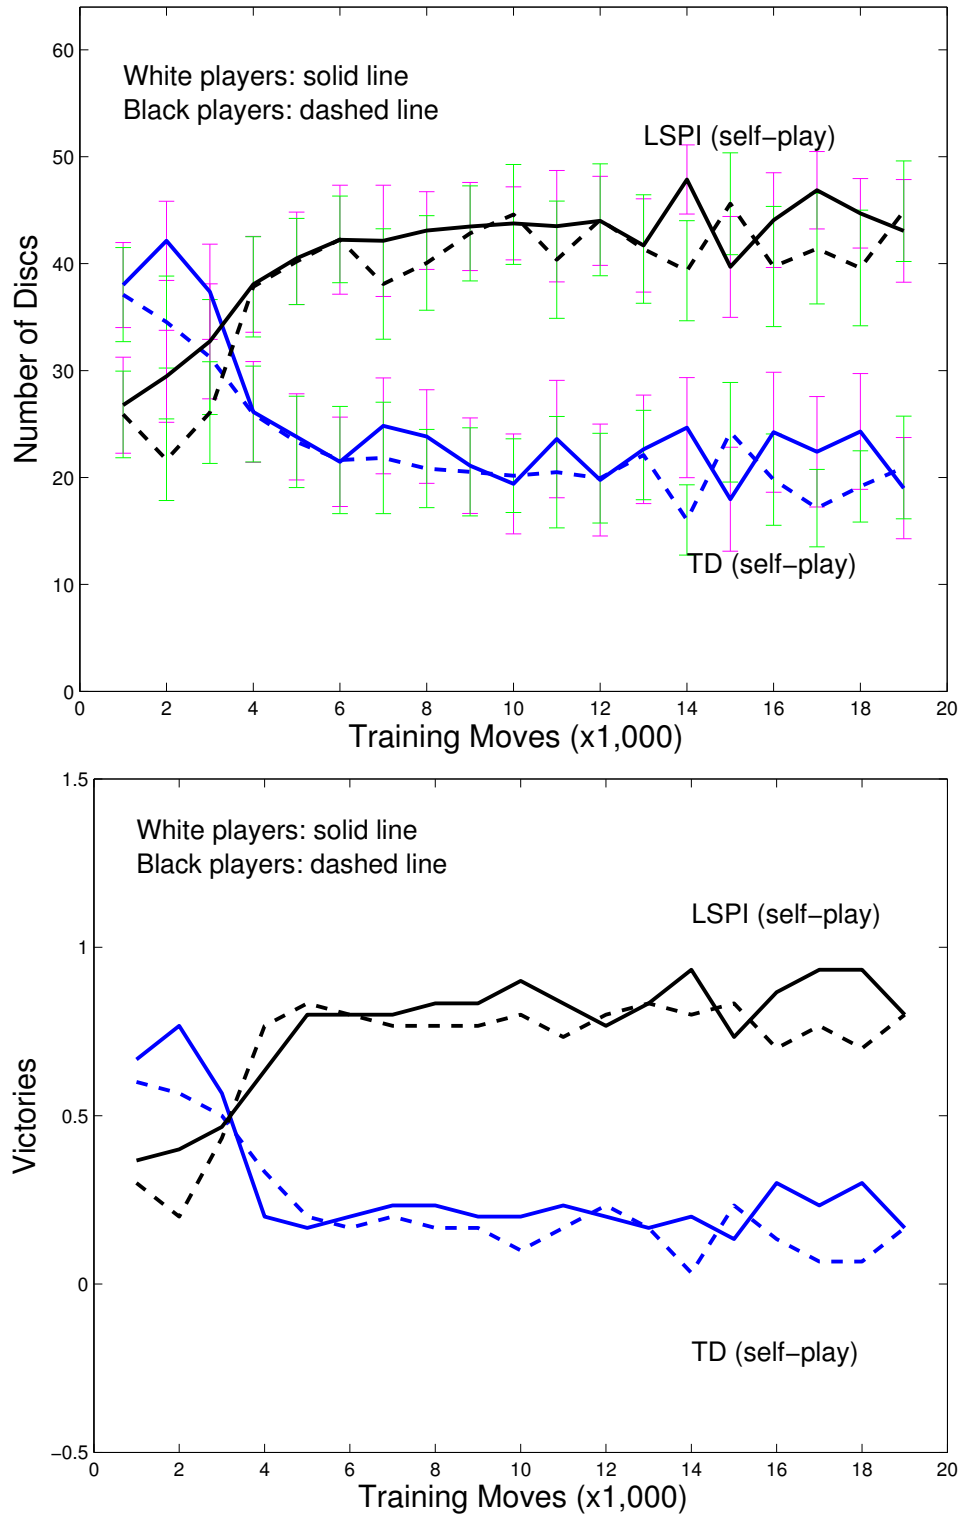 60
White players: solid line
Black players: dashed line
LSPI (self−play)
50
40
Number of Discs
30
20
TD (self−play)
10
0
0 2 4 6 8 10 12 14 16 18 20
Training Moves (x1,000)
1.5
White players: solid line
Black players: dashed line
LSPI (self−play)
1
Victories
0.5
0
TD (self−play)
−0.5
0 2 4 6 8 10 12 14 16 18 20
Training Moves (x1,000)